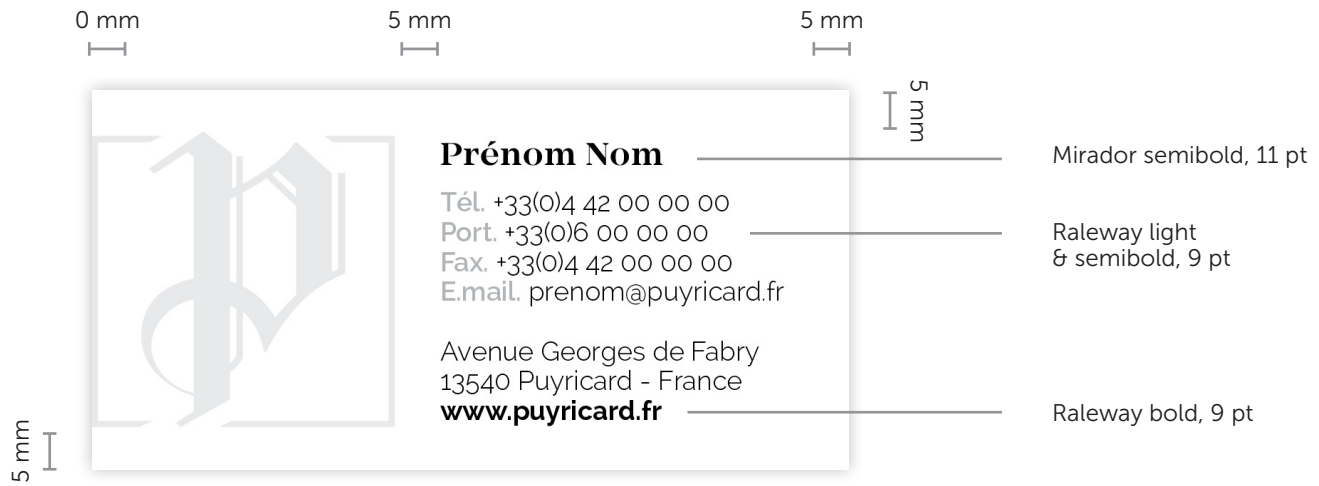 0 mm
5 mm
5 mm
5 mm
Prénom Nom
Mirador semibold, 11 pt
Tél. +33(0)4 42 00 00 00
Port. +33(0)6 00 00 00
Raleway light
& semibold, 9 pt
Fax. +33(0)4 42 00 00 00
E.mail. prenom@puyricard.fr
Avenue Georges de Fabry
13540 Puyricard - France
www.puyricard.fr
Raleway bold, 9 pt
5 mm
p